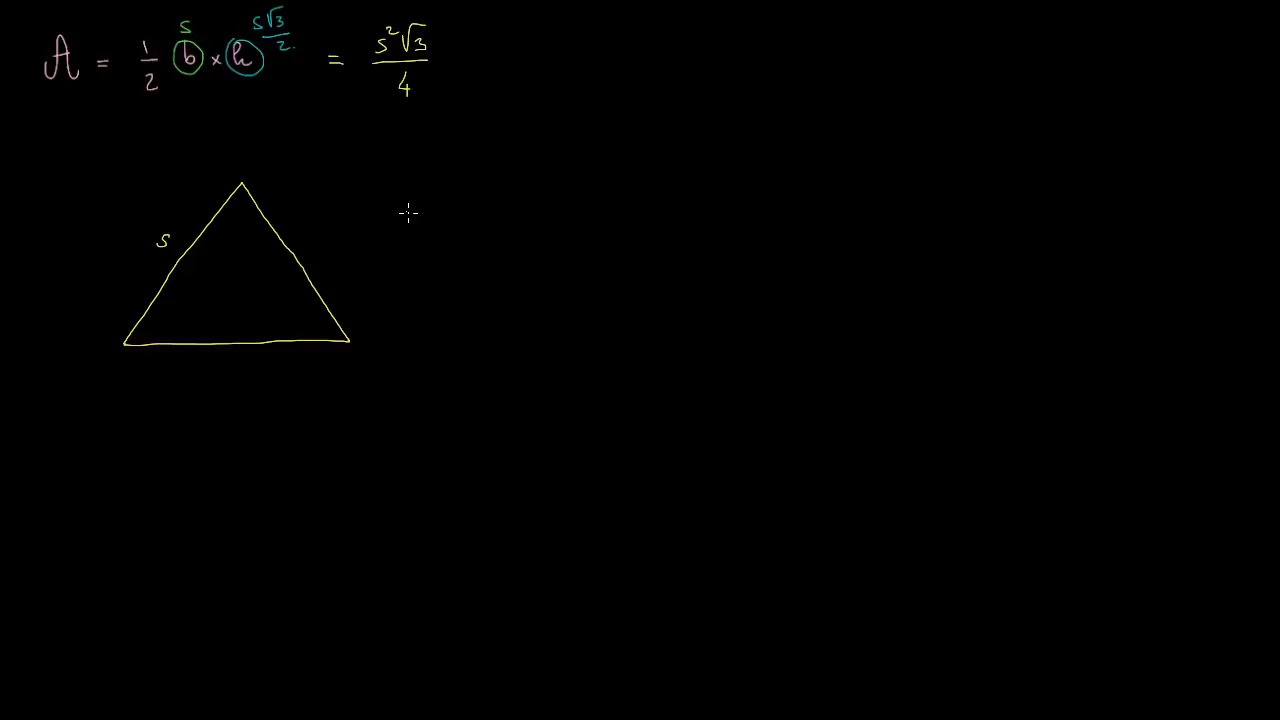 A = 1/2 b × h = s²√3/4
s
s√3/2
s